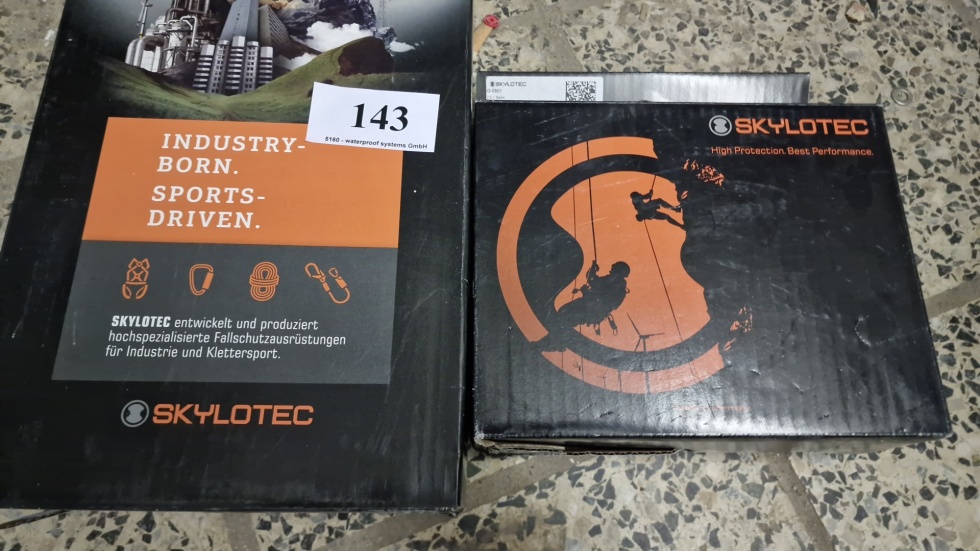 143
5160 - waterproof systems GmbH
INDUSTRY-
BORN.
SPORTS-
DRIVEN.
SKYLOTEC entwickelt und produziert
hochspezialisierte Fallschutzausrüstungen
für Industrie und Klettersport.
SKYLOTEC
SKYLOTEC
SKYLOTEC
High Protection. Best Performance.